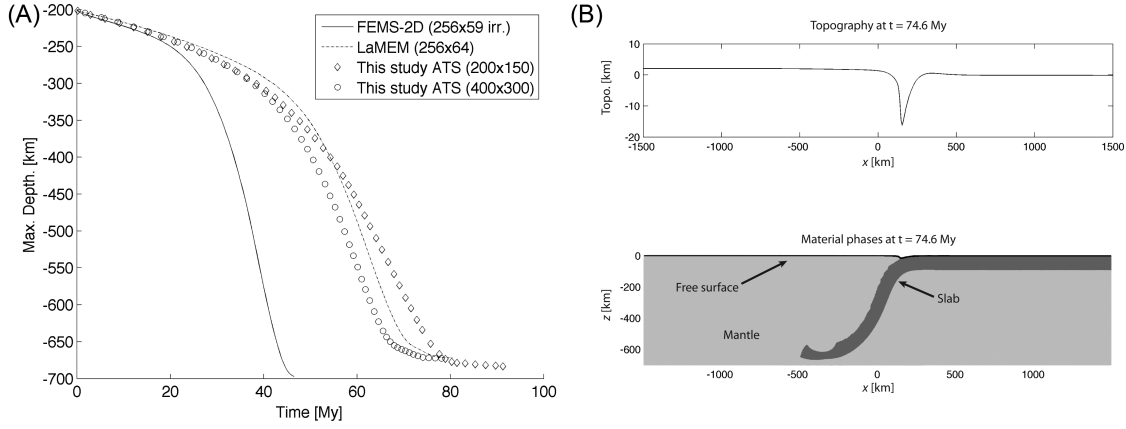 (A)
-200
-250
-300
-350
-400
-450
-500
-550
-600
-650
-700
Max. Depth. [km]
0
20
40
60
80
100
Time [My]
FEMS-2D (256x59 irr.)
LaMEM (256x64)
This study ATS (200x150)
This study ATS (400x300)
(B)
Topography at t = 74.6 My
10
0
-10
-20
Topo. [km]
-1500
-1000
-500
0
500
1000
1500
x [km]
Material phases at t = 74.6 My
0
-200
-400
-600
z [km]
Free surface
Slab
Mantle
-1000
-500
0
500
1000
x [km]